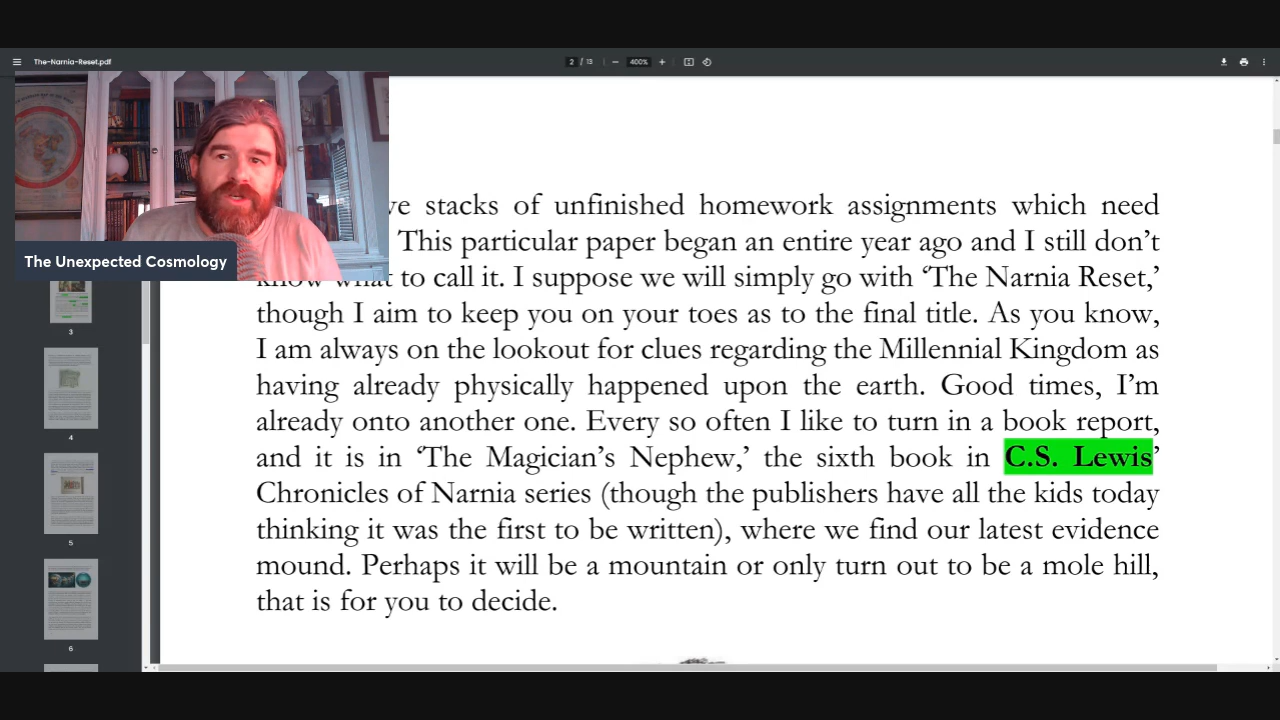 The-Narnia-Reset.pdf
2 / 13
400%
The Unexpected Cosmology
stacks of unfinished homework assignments which need
This particular paper began an entire year ago and I still don't
to call it. I suppose we will simply go with 'The Narnia Reset,'
though I aim to keep you on your toes as to the final title. As you know,
I am always on the lookout for clues regarding the Millennial Kingdom as
having already physically happened upon the earth. Good times, I'm
already onto another one. Every so often I like to turn in a book report,
and it is in 'The Magician's Nephew,' the sixth book in C.S. Lewis'
Chronicles of Narnia series (though the publishers have all the kids today
thinking it was the first to be written), where we find our latest evidence
mound. Perhaps it will be a mountain or only turn out to be a mole hill,
that is for you to decide.
3
4
5
6